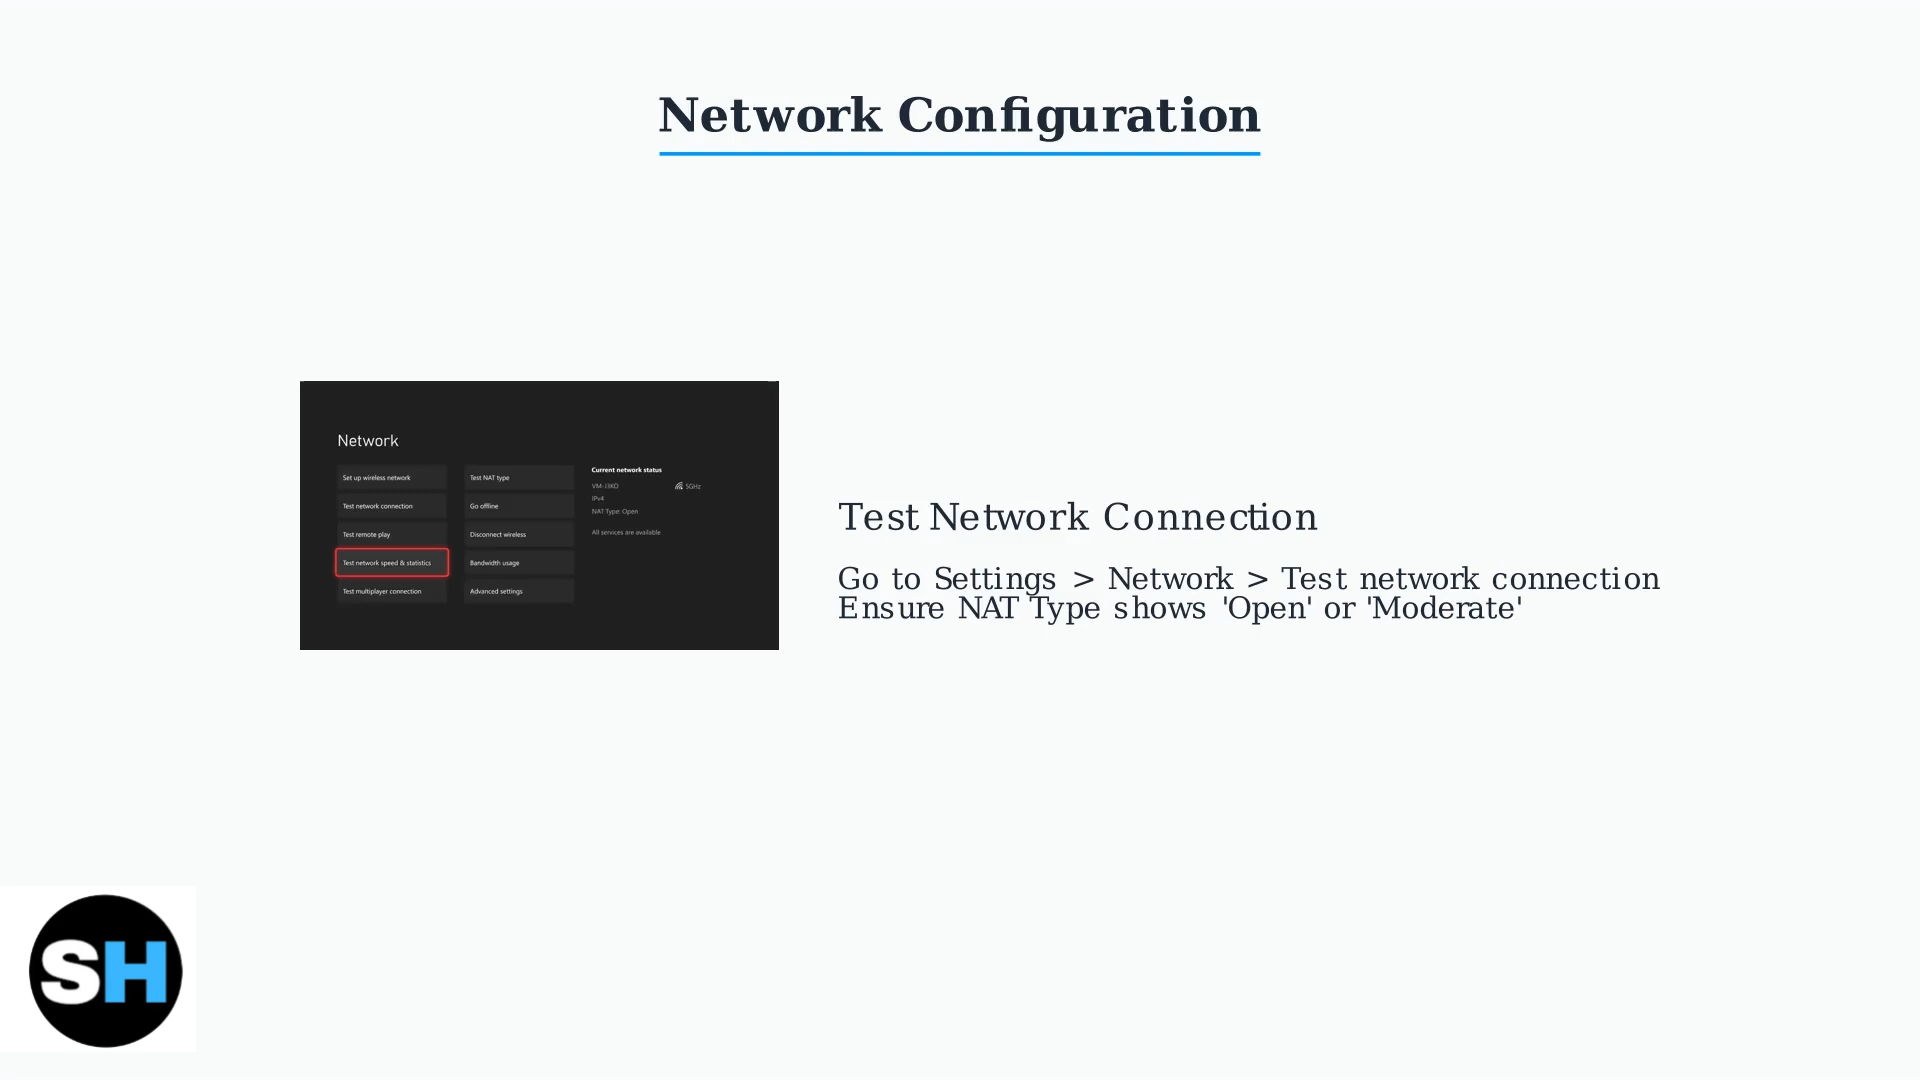 Network Configuration
Network
Set up wireless network
Test network connection
Test remote play
Test network speed & statistics
Test multiplayer connection
Test NAT type
Go offline
Disconnect wireless
Bandwidth usage
Advanced settings
Current network status
5GHz
IPv4
NAT Type: Open
All services are available
Test Network Connection
Go to Settings > Network > Test network connection
Ensure NAT Type shows 'Open' or 'Moderate'
SH